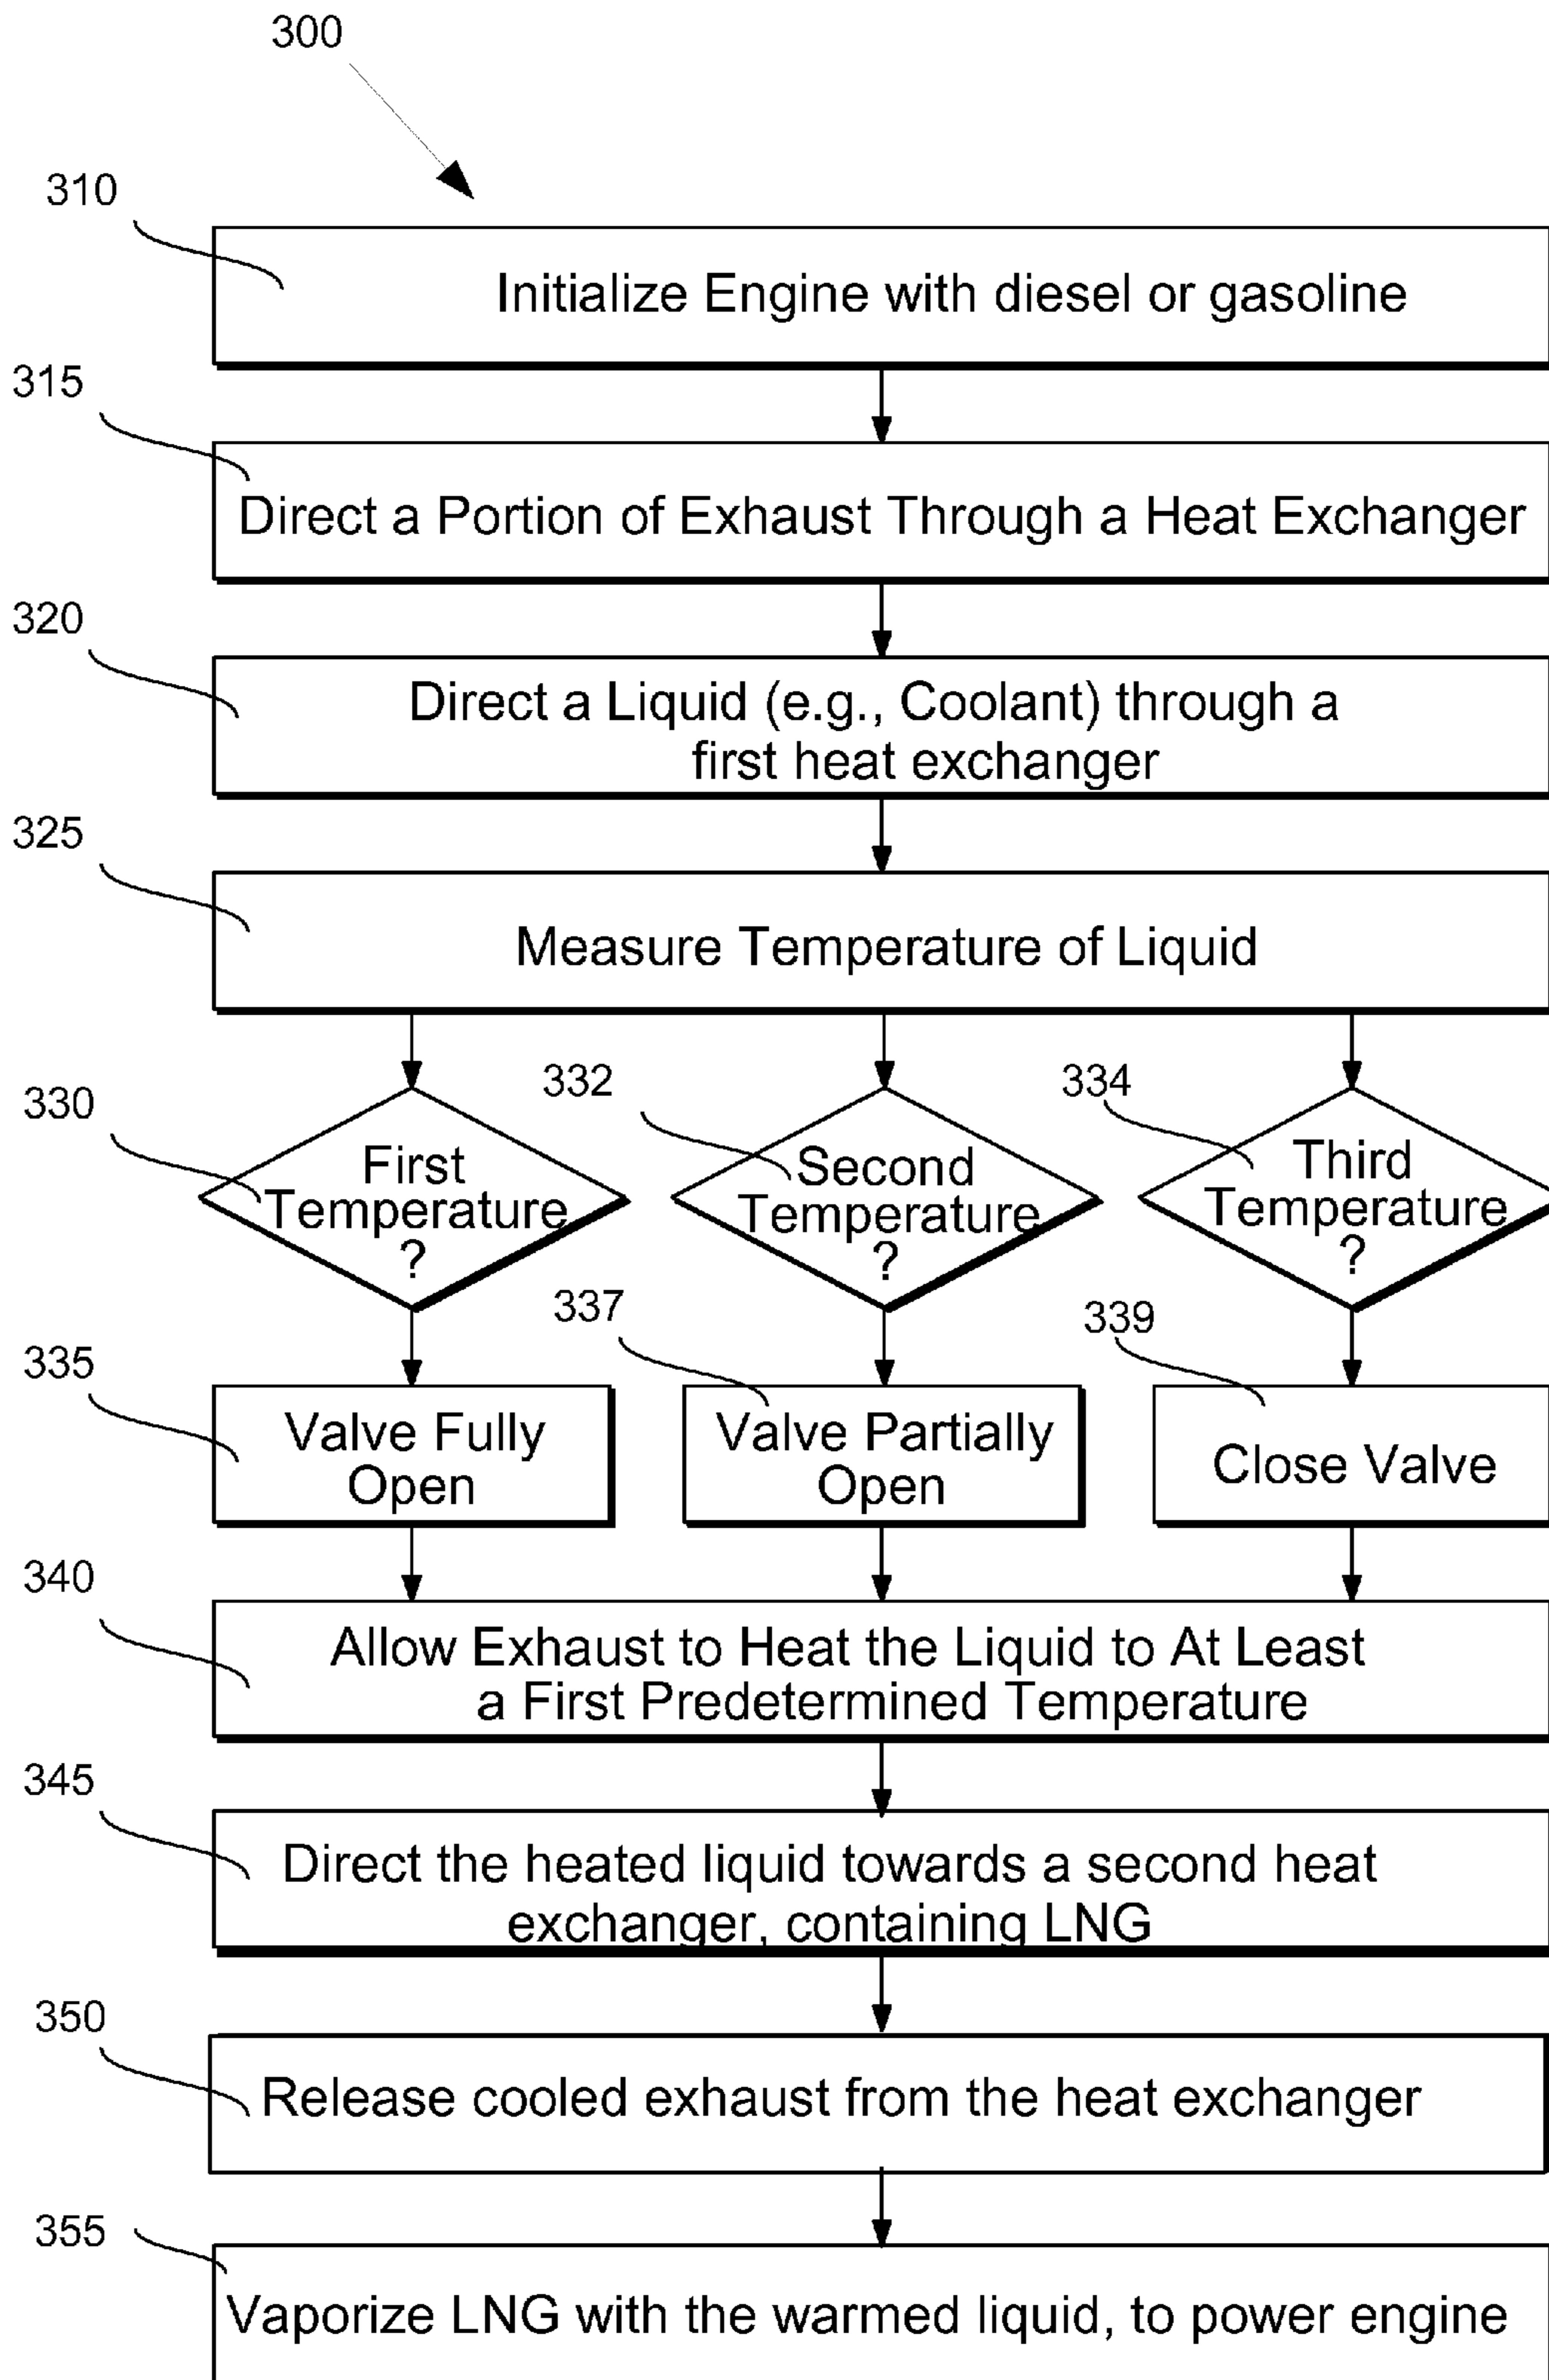 300
310
Initialize Engine with diesel or gasoline
315
Direct a Portion of Exhaust Through a Heat Exchanger
320
Direct a Liquid (e.g., Coolant) through a
first heat exchanger
325
Measure Temperature of Liquid
330
First
Temperature
?
332
Second
Temperature
?
334
Third
Temperature
?
335
Valve Fully
Open
337
Valve Partially
Open
339
Close Valve
340
Allow Exhaust to Heat the Liquid to At Least
a First Predetermined Temperature
345
Direct the heated liquid towards a second heat
exchanger, containing LNG
350
Release cooled exhaust from the heat exchanger
355
Vaporize LNG with the warmed liquid, to power engine